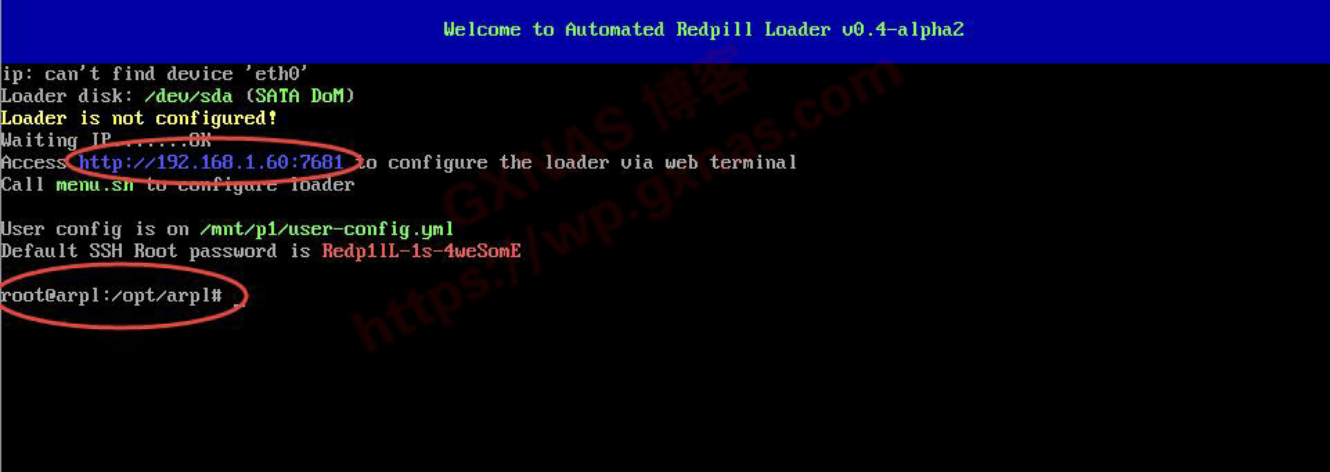 Welcome to Automated Redpill Loader v0.4-alpha2
ip: can't find device 'eth0'
Loader disk: /dev/sda (SATA DoM)
Loader is not configured!
Waiting IP.......OK
Access http://192.168.1.60:7681 to configure the loader via web terminal
Call menu.sh to configure loader
User config is on /mnt/p1/user-config.yml
Default SSH Root password is Redp1lL-1s-4weSomE
root@arpl:/opt/arpl# _
GXNAS 博客
https://wp.gxnas.com